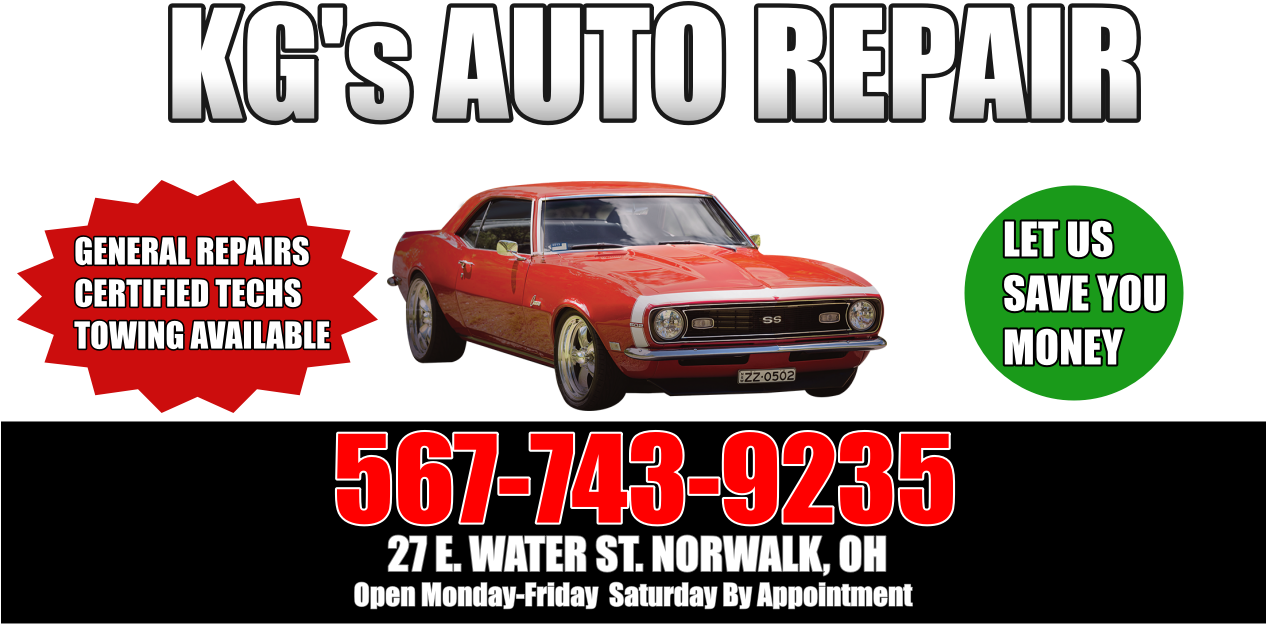 KG's AUTO REPAIR
GENERAL REPAIRS
CERTIFIED TECHS
TOWING AVAILABLE
LET US
SAVE YOU
MONEY
SS
ZZ·0502
567-743-9235
27 E. WATER ST. NORWALK, OH
Open Monday-Friday Saturday By Appointment